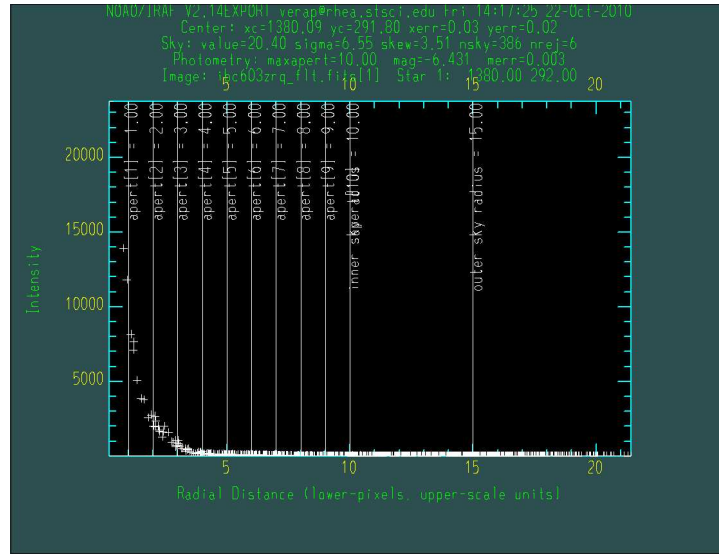 NOAO/IRAF V2.14EXPORT verap@rhea.stsci.edu Fri 14:17:25 22-Oct-2010
Center: xc=1380.09 yc=291.80 xerr=0.03 yerr=0.02
Sky: value=20.40 sigma=6.55 skew=3.51 nsky=386 nrej=6
Photometry: maxapert=10.00 mag=-6.431 merr=0.003
Image: ibc603zrq_flt.fits[1] Star 1: 1380.00 292.00
5 10 15 20
apert[1] = 1.00
apert[2] = 2.00
apert[3] = 3.00
apert[4] = 4.00
apert[5] = 5.00
apert[6] = 6.00
apert[7] = 7.00
apert[8] = 8.00
apert[9] = 9.00
inner sky radius = 10.00
outer sky radius = 15.00
20000
15000
10000
5000
Intensity
5 10 15 20
Radial Distance (lower-pixels, upper-scale units)